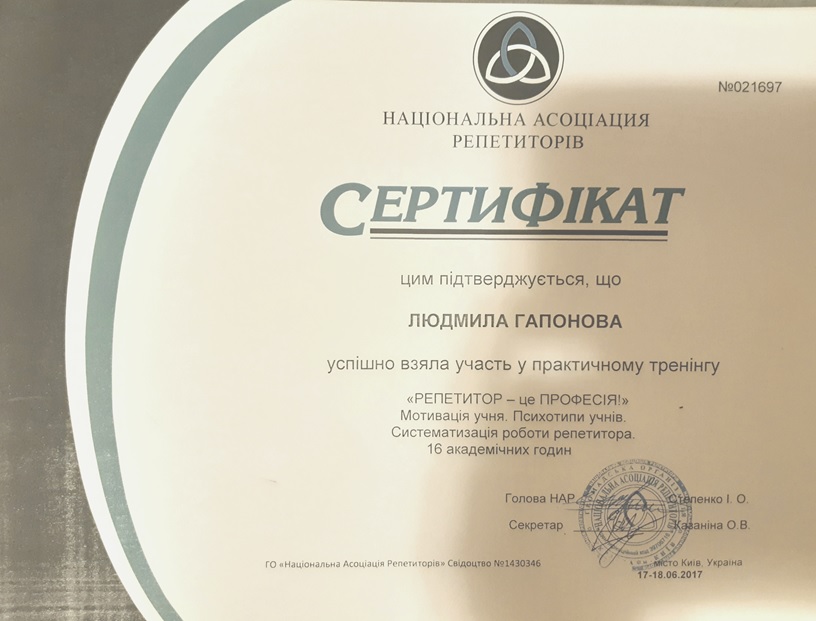 №021697
НАЦІОНАЛЬНА АСОЦІАЦИЯ
РЕПЕТИТОРІВ
СЕРТИФІКАТ
цим підтверджується, що
ЛЮДМИЛА ГАПОНОВА
успішно взяла участь у практичному тренінгу
«РЕПЕТИТОР – це ПРОФЕСІЯ!»
Мотивація учня. Психотипи учнів.
Систематизація роботи репетитора.
16 академічних годин
Голова НАР Степенко І. О.
Секретар Казаніна О.В.
ГО «Національна Асоціація Репетиторів» Свідоцтво №1430346
місто Київ, Україна
17-18.06.2017